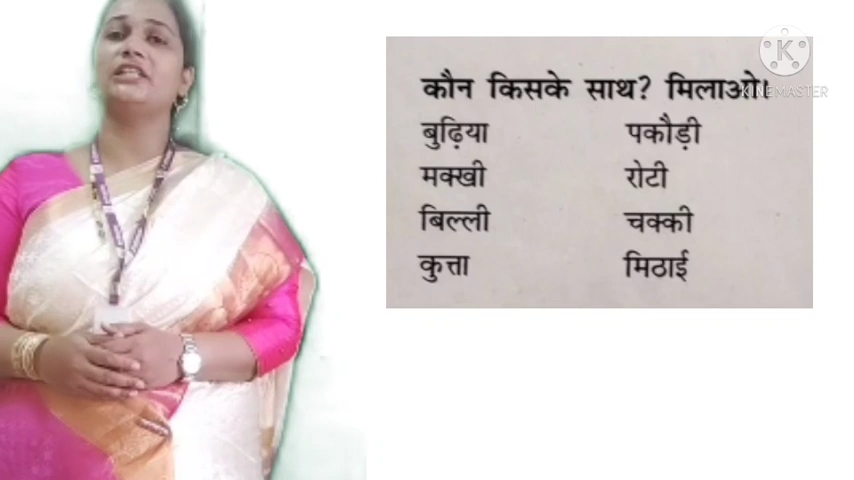 कौन किसके साथ? मिलाओ।
बुढ़िया पकौड़ी
मक्खी रोटी
बिल्ली चक्की
कुत्ता मिठाई
K
KINEMASTER